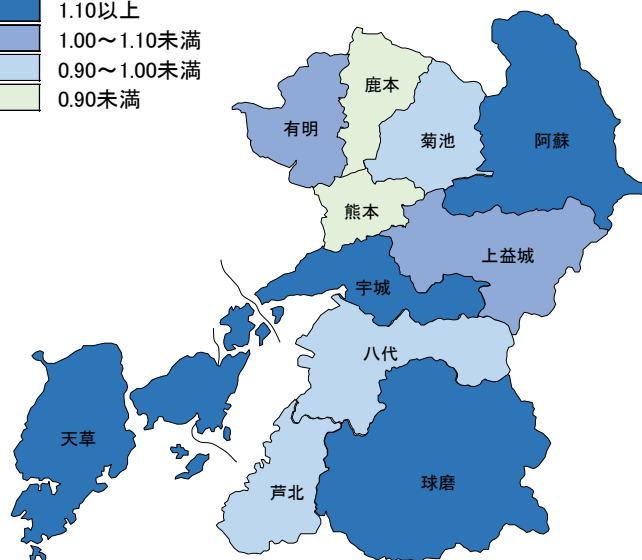 1.10以上
1.00～1.10未満
0.90～1.00未満
0.90未満
鹿本
有明
菊池
阿蘇
熊本
上益城
宇城
八代
天草
球磨
芦北